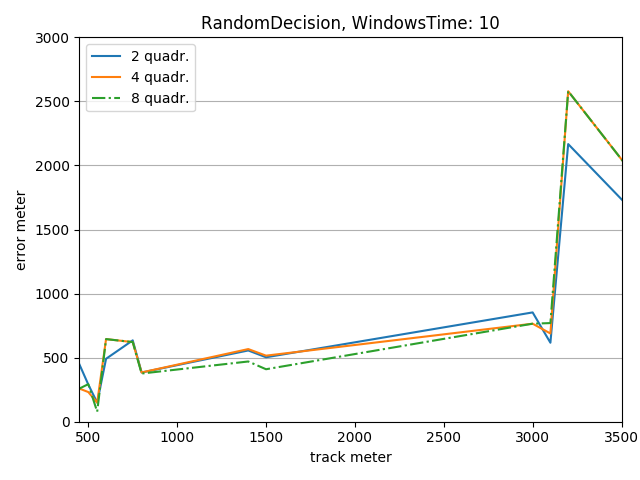 RandomDecision, WindowsTime: 10
3000
2500
2000
1500
1000
500
0
error meter
2 quadr.
4 quadr.
8 quadr.
500
1000
1500
2000
2500
3000
3500
track meter